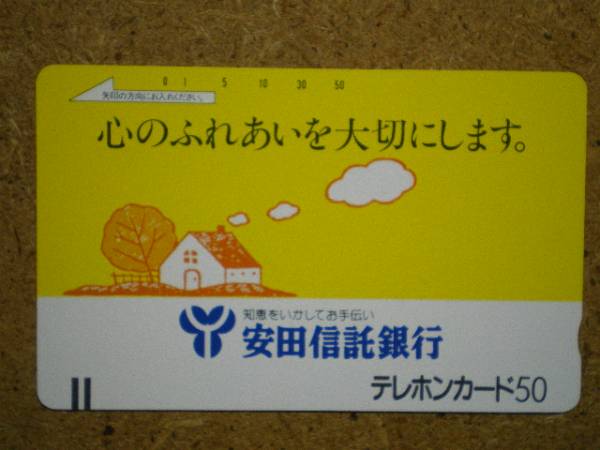 0 1 5 10 30 50
矢印の方向にお入れください。
心のふれあいを大切にします。
知恵をいかしてお手伝い
安田信託銀行
テレホンカード50